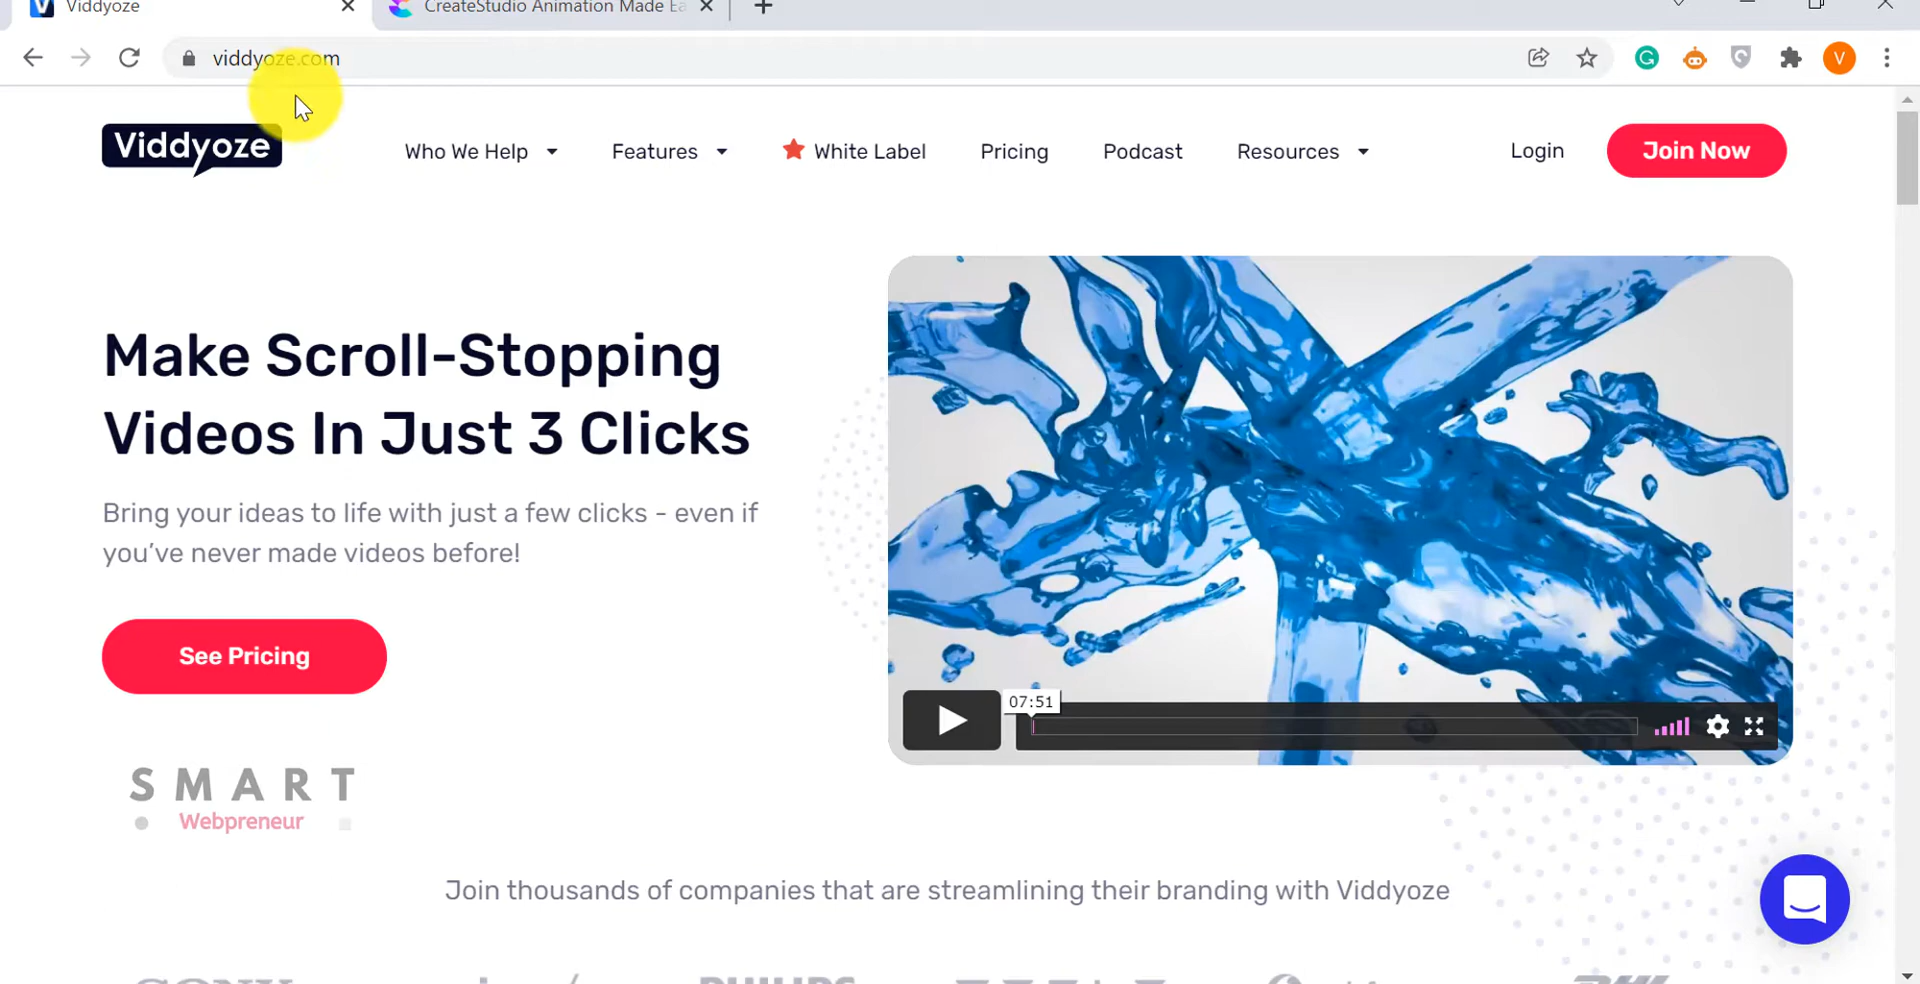 Viddyoze
CreateStudio Animation Made Ea
viddyoze.com
V
Viddyoze
Who We Help
Features
White Label
Pricing
Podcast
Resources
Login
Join Now
Make Scroll-Stopping
Videos In Just 3 Clicks
Bring your ideas to life with just a few clicks - even if
you've never made videos before!
See Pricing
07:51
SMART
Webpreneur
Join thousands of companies that are streamlining their branding with Viddyoze
SONY
PHILIPS
DHL